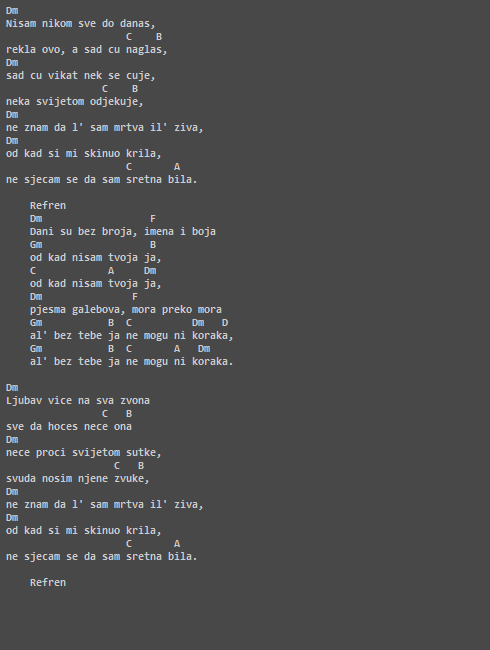 Dm
Nisam nikom sve do danas,
                    C    B
rekla ovo, a sad cu naglas,
Dm
sad cu vikat nek se cuje,
                C    B
neka svijetom odjekuje,
Dm
ne znam da l' sam mrtva il' ziva,
Dm
od kad si mi skinuo krila,
                    C       A
ne sjecam se da sam sretna bila.

    Refren
    Dm                  F
    Dani su bez broja, imena i boja
    Gm                  B
    od kad nisam tvoja ja,
    C            A     Dm
    od kad nisam tvoja ja,
    Dm               F
    pjesma galebova, mora preko mora
    Gm           B  C          Dm   D
    al' bez tebe ja ne mogu ni koraka,
    Gm           B  C       A   Dm
    al' bez tebe ja ne mogu ni koraka.

Dm
Ljubav vice na sva zvona
                C   B
sve da hoces nece ona
Dm
nece proci svijetom sutke,
                  C   B
svuda nosim njene zvuke,
Dm
ne znam da l' sam mrtva il' ziva,
Dm
od kad si mi skinuo krila,
                    C       A
ne sjecam se da sam sretna bila.

    Refren